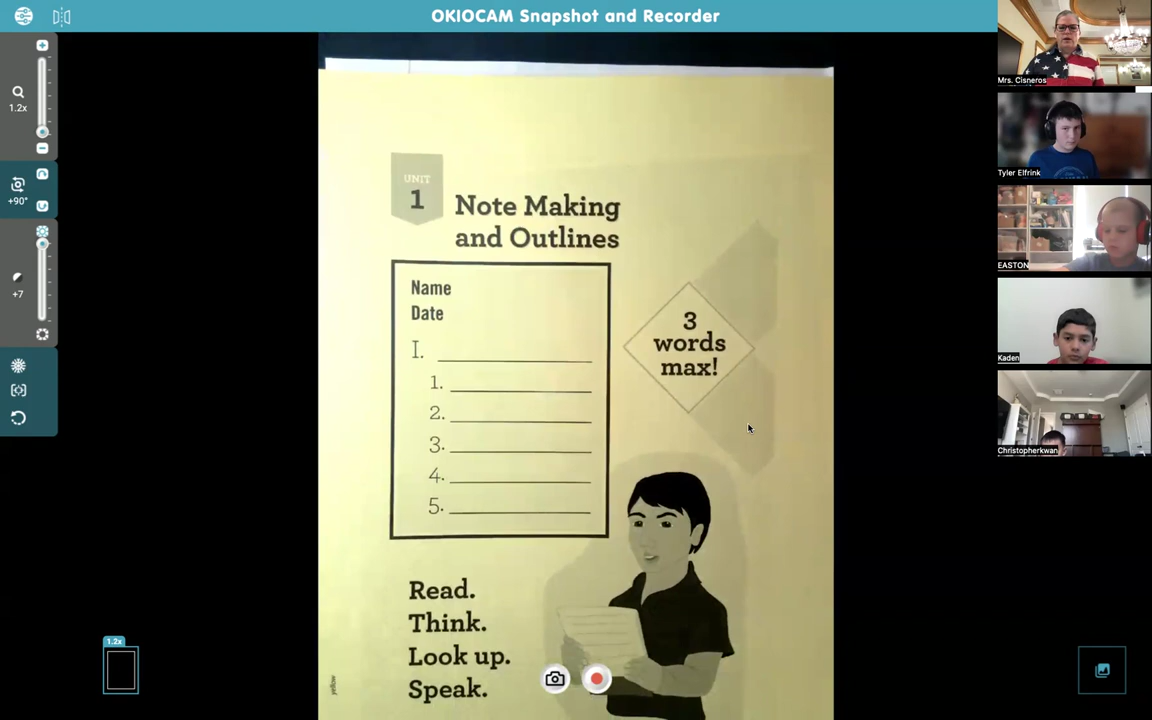 OKIOCAM Snapshot and Recorder
1.2x
+90°
+7
UNIT
1
Note Making
and Outlines
Name
Date
I.
1.
2.
3.
4.
5.
3
words
max!
Read.
Think.
Look up.
Speak.
yellow
1.2x
Mrs. Cisneros
Tyler Elfrink
EASTON
Kaden
Christopherkwan